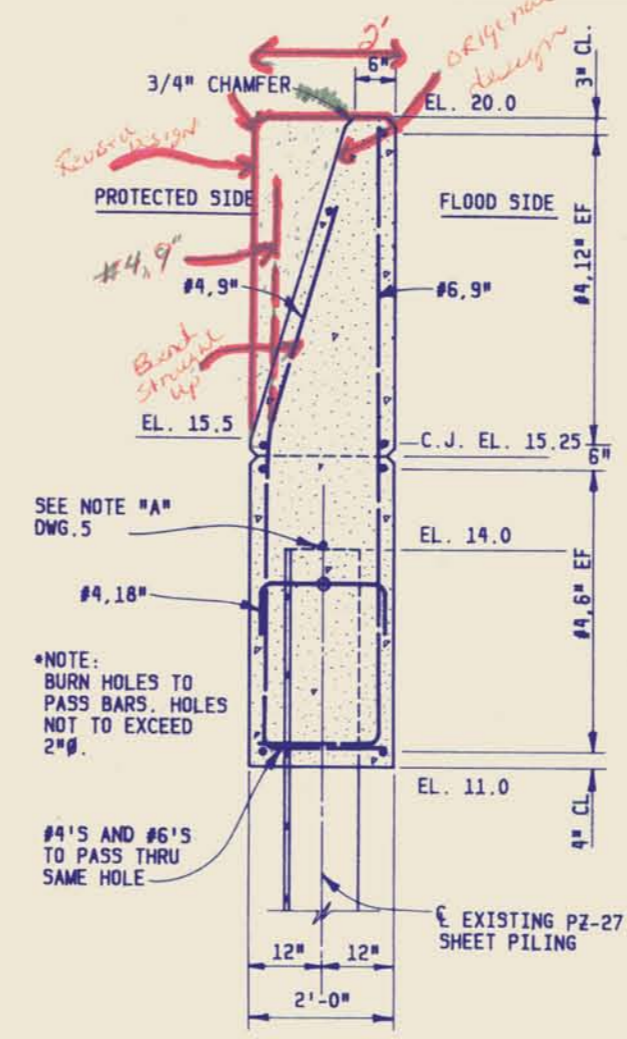 2'
original
design
6"
3/4" CHAMFER
3" CL.
EL. 20.0
design
PROTECTED SIDE
FLOOD SIDE
#4,12" EF
#4,9"
#4,9"
#6,9"
Bend
Straight
up
EL. 15.5
C.J. EL. 15.25
6"
SEE NOTE "A"
DWG.5
EL. 14.0
#4,18"
#4,6" EF
*NOTE:
BURN HOLES TO
PASS BARS. HOLES
NOT TO EXCEED
2"Ø.
EL. 11.0
4" CL
#4'S AND #6'S
TO PASS THRU
SAME HOLE
℄ EXISTING PZ-27
SHEET PILING
12"
12"
2'-0"